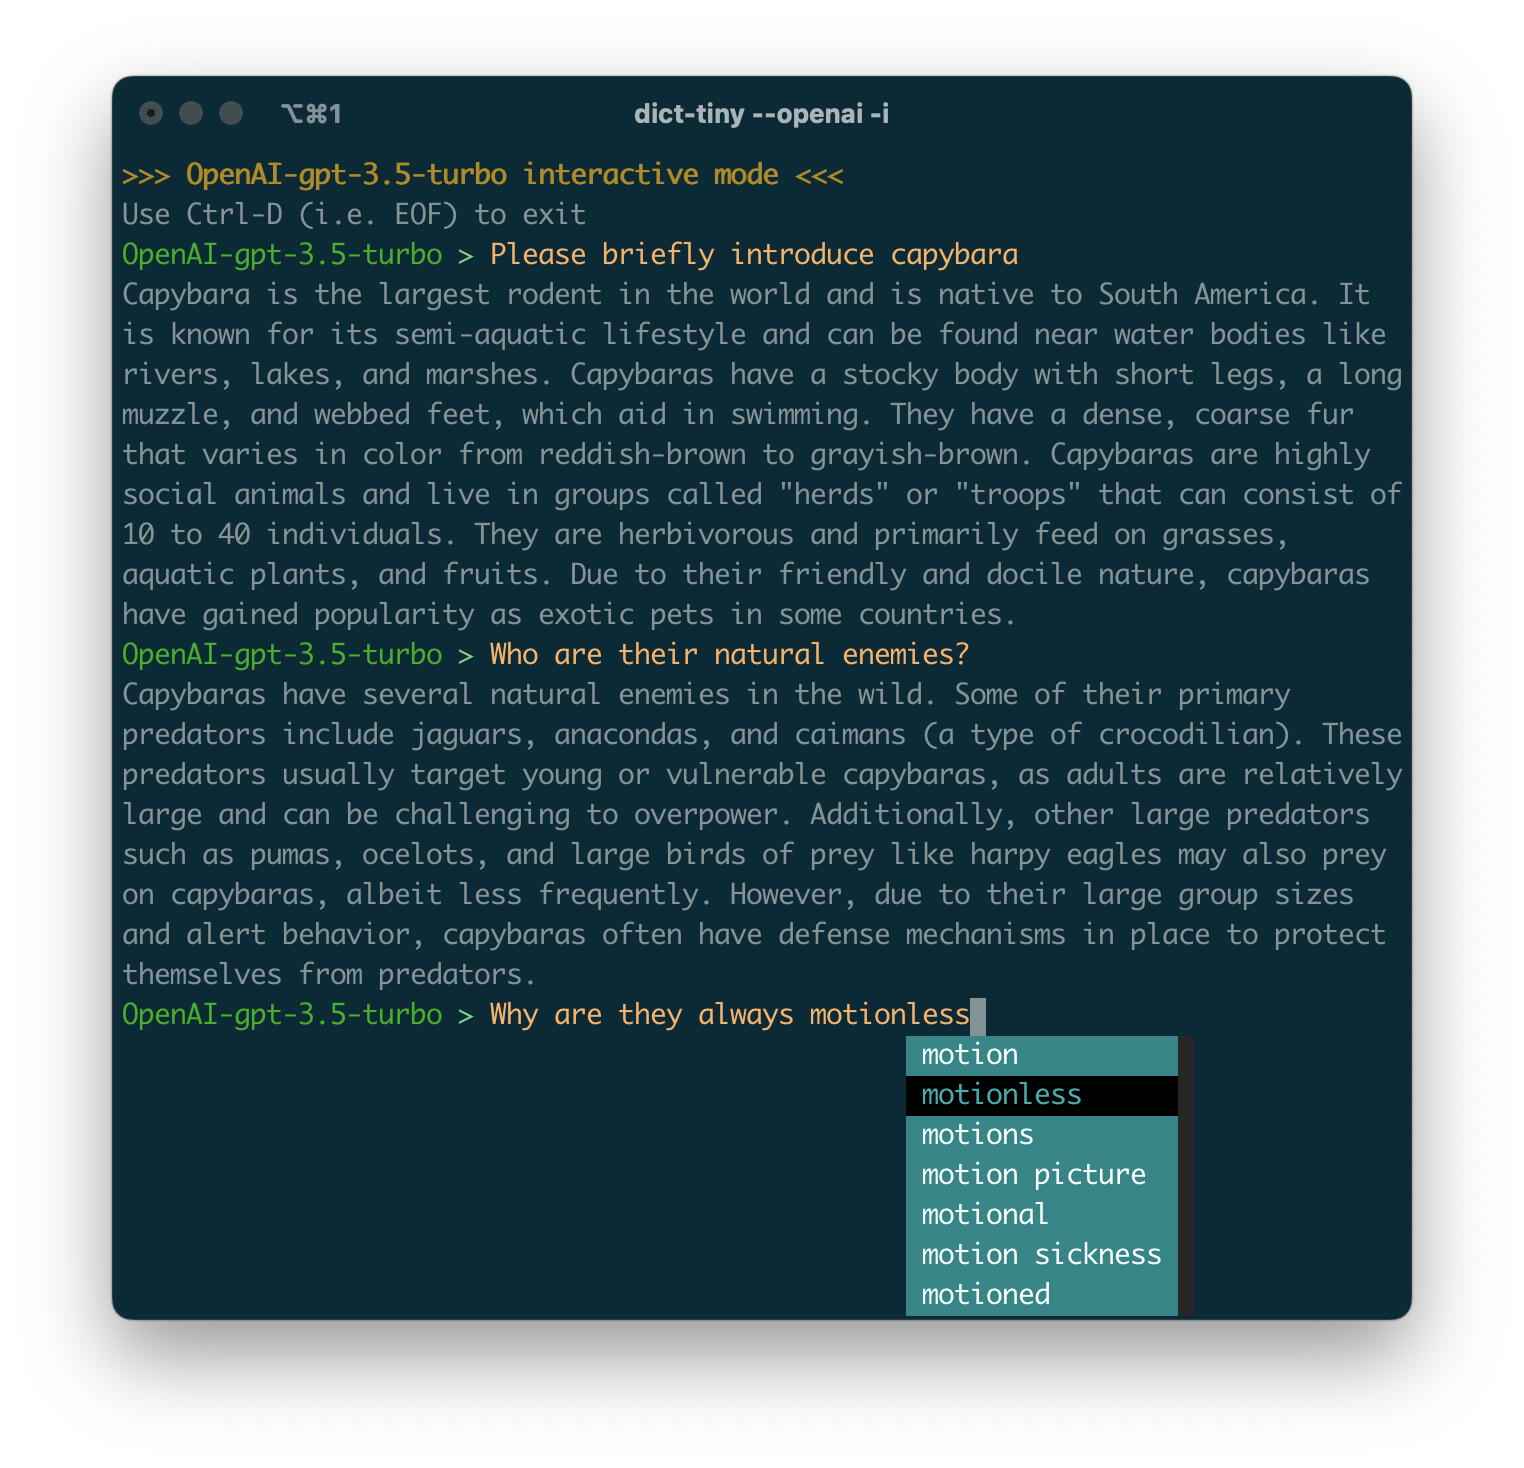 ⌥⌘1 dict-tiny --openai -i
>>> OpenAI-gpt-3.5-turbo interactive mode <<<
Use Ctrl-D (i.e. EOF) to exit
OpenAI-gpt-3.5-turbo > Please briefly introduce capybara
Capybara is the largest rodent in the world and is native to South America. It
is known for its semi-aquatic lifestyle and can be found near water bodies like
rivers, lakes, and marshes. Capybaras have a stocky body with short legs, a long
muzzle, and webbed feet, which aid in swimming. They have a dense, coarse fur
that varies in color from reddish-brown to grayish-brown. Capybaras are highly
social animals and live in groups called "herds" or "troops" that can consist of
10 to 40 individuals. They are herbivorous and primarily feed on grasses,
aquatic plants, and fruits. Due to their friendly and docile nature, capybaras
have gained popularity as exotic pets in some countries.
OpenAI-gpt-3.5-turbo > Who are their natural enemies?
Capybaras have several natural enemies in the wild. Some of their primary
predators include jaguars, anacondas, and caimans (a type of crocodilian). These
predators usually target young or vulnerable capybaras, as adults are relatively
large and can be challenging to overpower. Additionally, other large predators
such as pumas, ocelots, and large birds of prey like harpy eagles may also prey
on capybaras, albeit less frequently. However, due to their large group sizes
and alert behavior, capybaras often have defense mechanisms in place to protect
themselves from predators.
OpenAI-gpt-3.5-turbo > Why are they always motionless
motion
motionless
motions
motion picture
motional
motion sickness
motioned